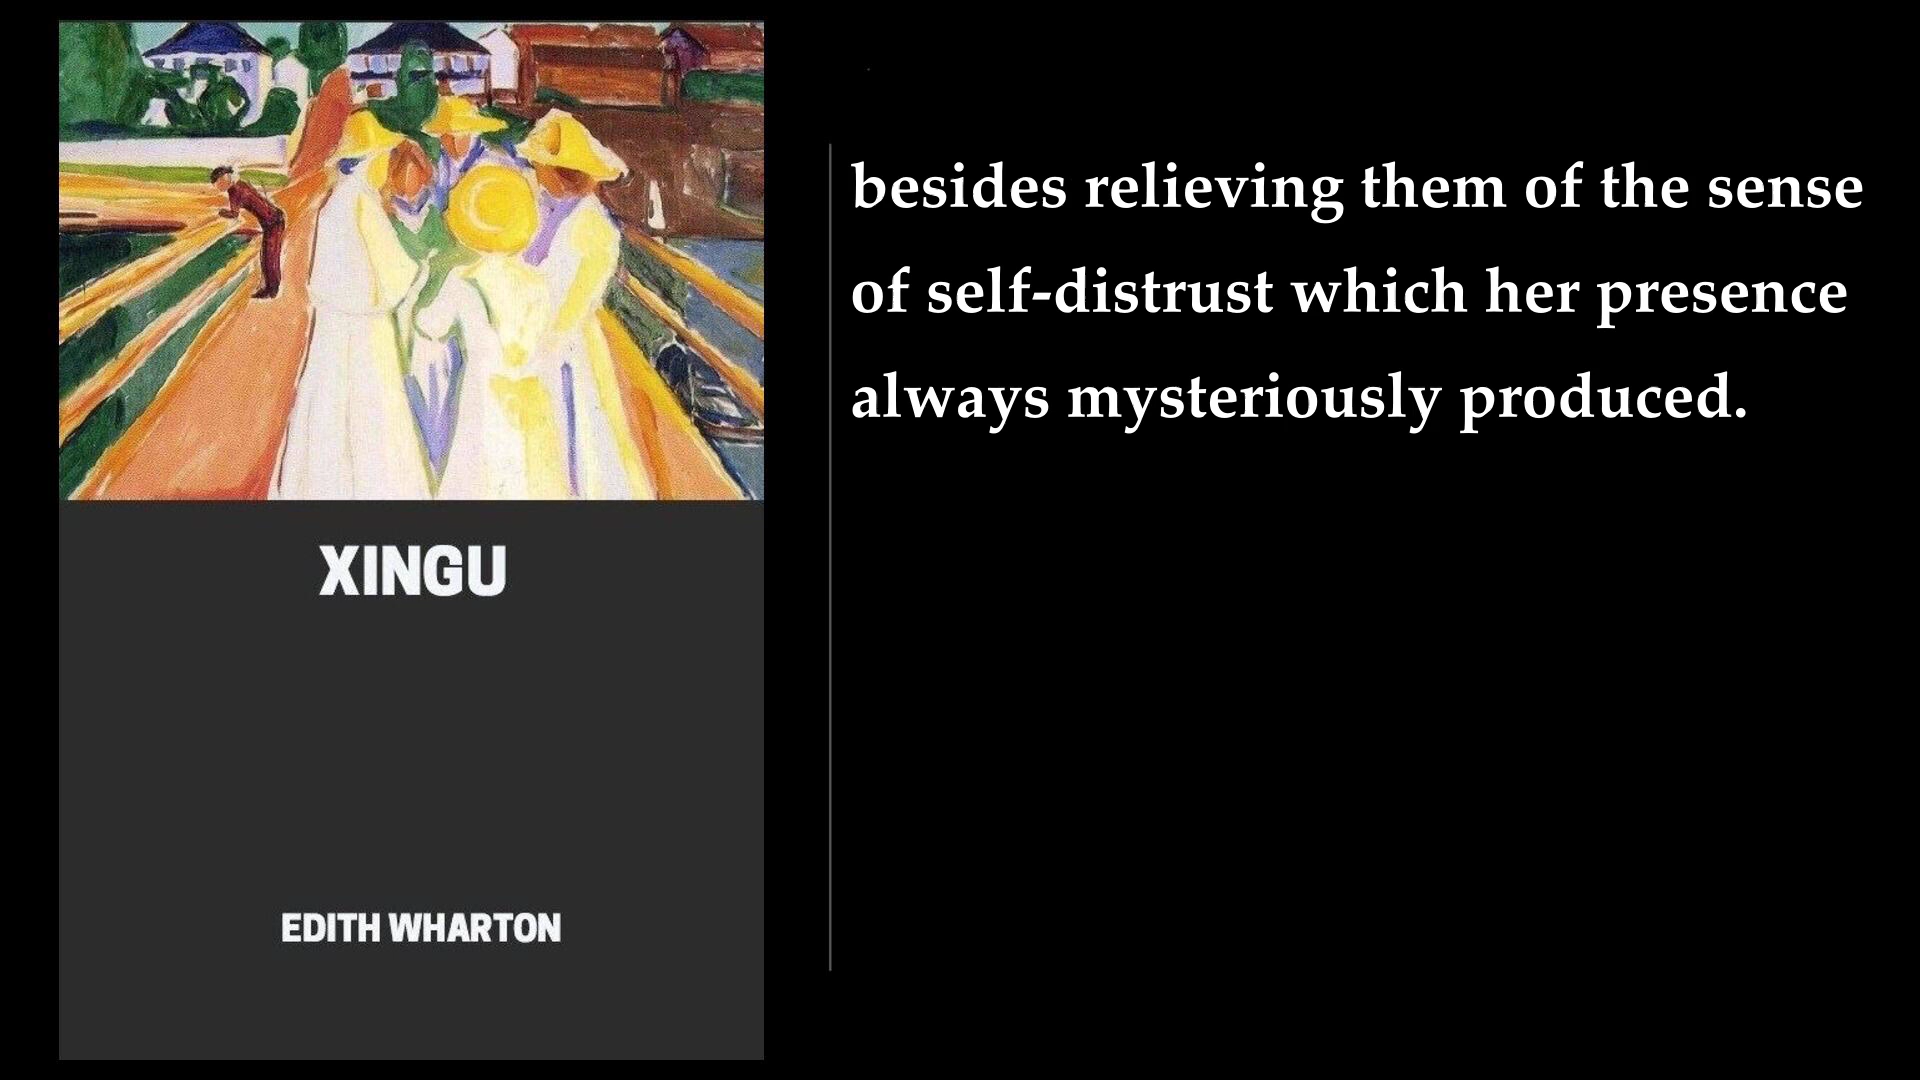 XINGU
EDITH WHARTON
besides relieving them of the sense
of self-distrust which her presence
always mysteriously produced.